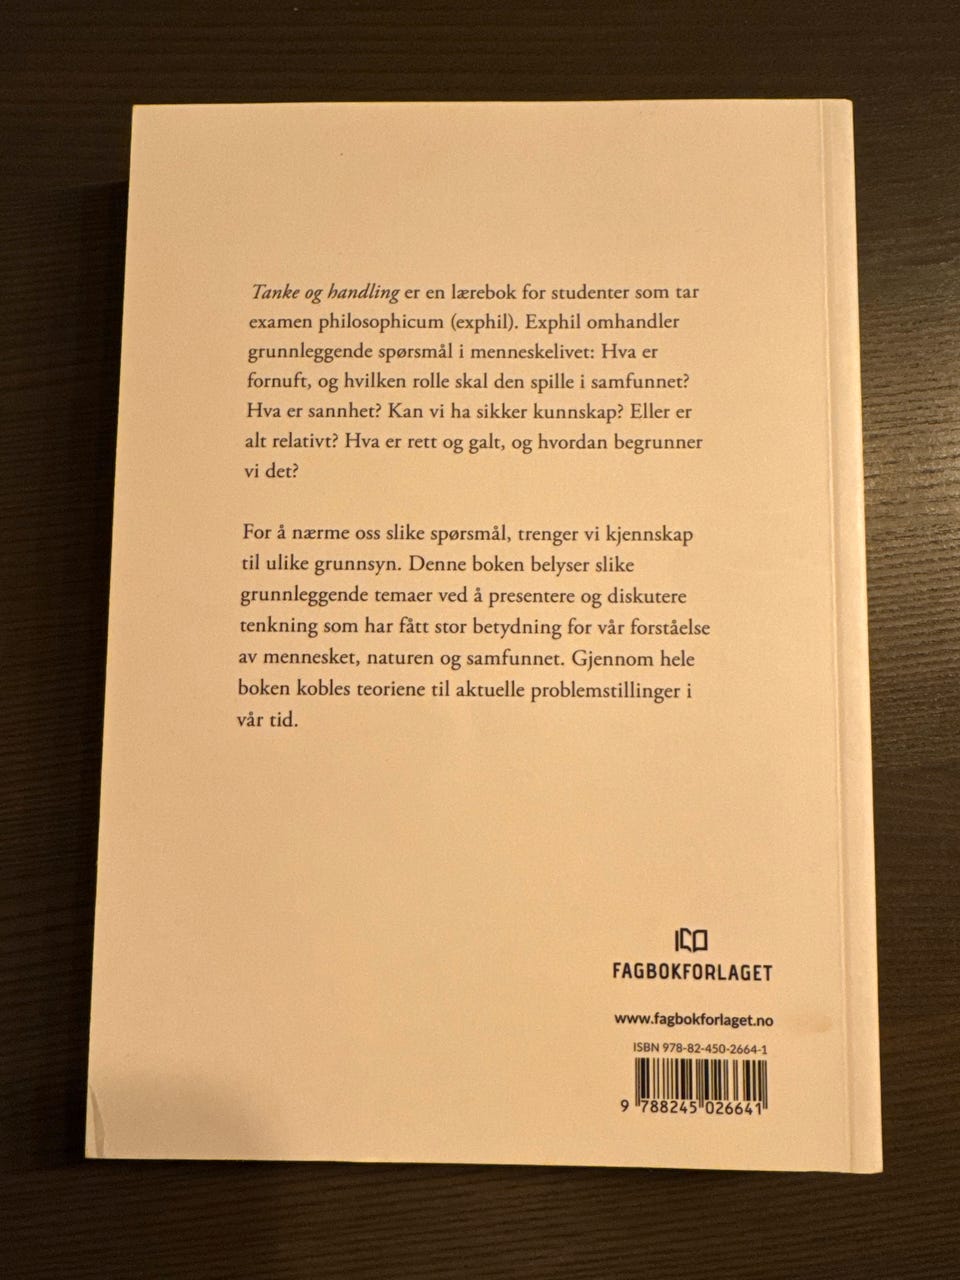 Tanke og handling er en lærebok for studenter som tar
examen philosophicum (exphil). Exphil omhandler
grunnleggende spørsmål i menneskelivet: Hva er
fornuft, og hvilken rolle skal den spille i samfunnet?
Hva er sannhet? Kan vi ha sikker kunnskap? Eller er
alt relativt? Hva er rett og galt, og hvordan begrunner
vi det?
For å nærme oss slike spørsmål, trenger vi kjennskap
til ulike grunnsyn. Denne boken belyser slike
grunnleggende temaer ved å presentere og diskutere
tenkning som har fått stor betydning for vår forståelse
av mennesket, naturen og samfunnet. Gjennom hele
boken kobles teoriene til aktuelle problemstillinger i
vår tid.
FAGBOKFORLAGET
www.fagbokforlaget.no
ISBN 978-82-450-2664-1
9 788245 026641